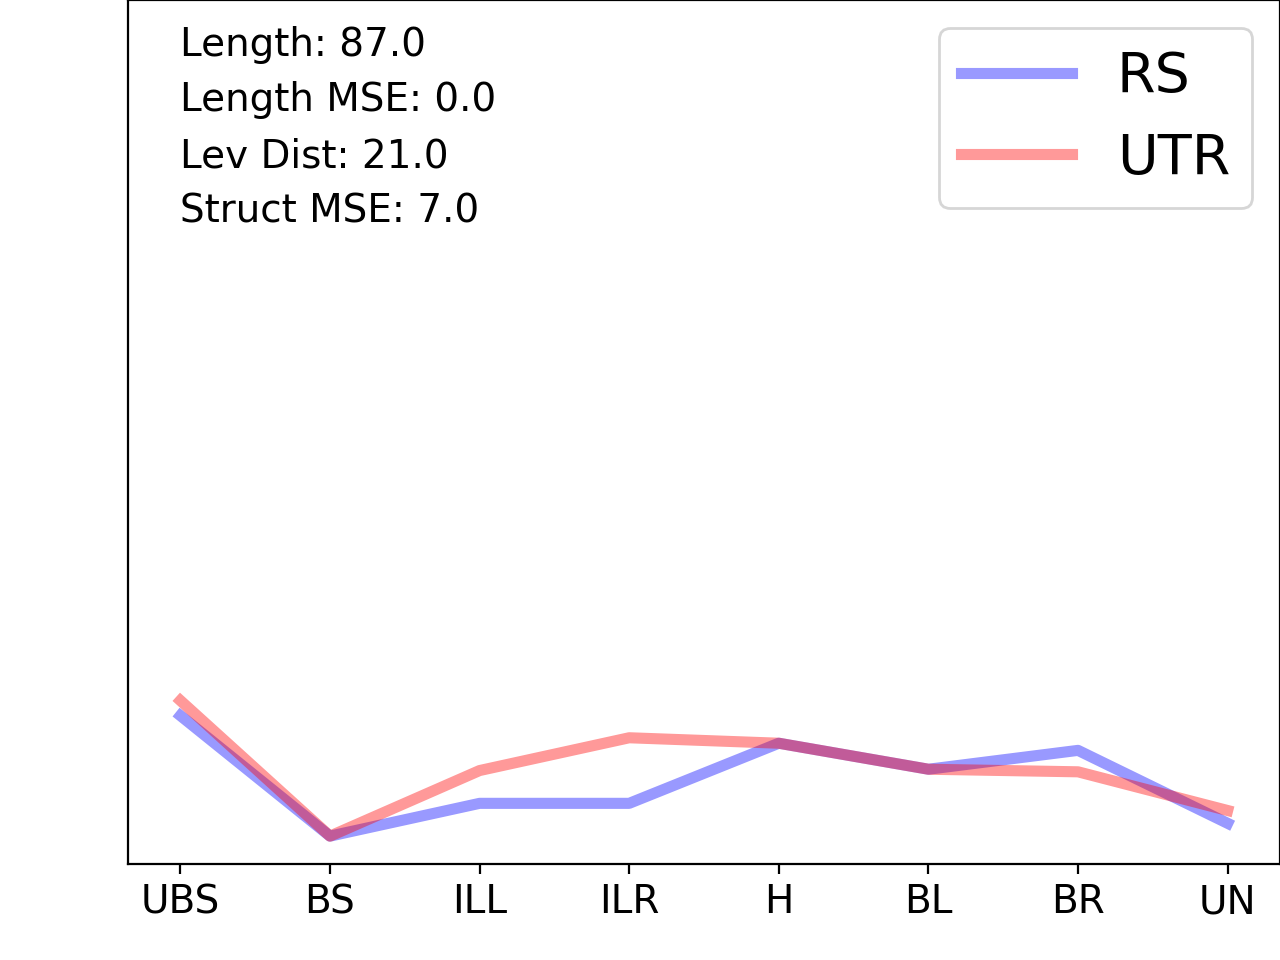 Length: 87.0
Length MSE: 0.0
Lev Dist: 21.0
Struct MSE: 7.0
RS
UTR
UBS BS ILL ILR H BL BR UN